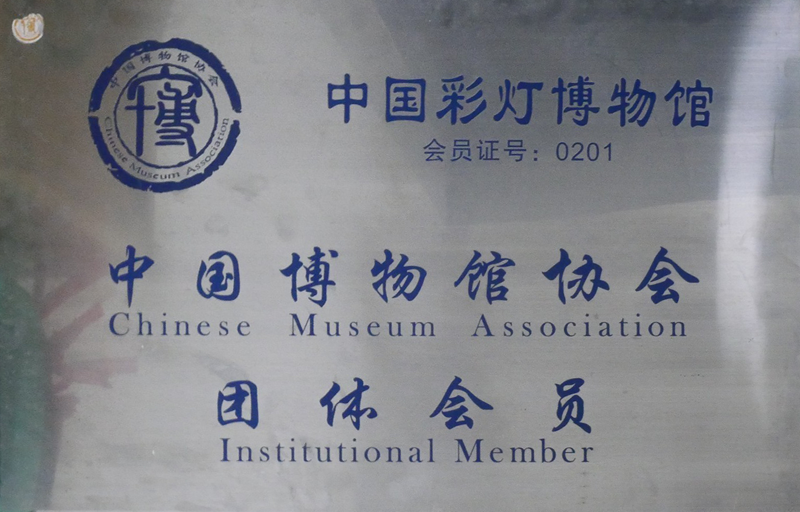 中国博物馆协会
Chinese Museum Association
中国彩灯博物馆
会员证号：0201
中国博物馆协会
Chinese Museum Association
团体会员
Institutional Member